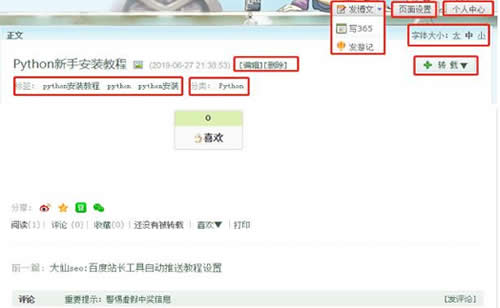 发博文▼ 页面设置 个人中心
写365
发游记
正文 字体大小：大 中 小
Python新手安装教程 (2019-06-27 21:38:53) [编辑][删除] 转载▼
标签： python安装教程 python python安装 分类： Python
0
喜欢
分享：
阅读(1) | 评论 (0) | 收藏(0) | 还没有被转载 | 喜欢▼ | 打印
前一篇：大仙seo:百度站长工具自动推送教程设置
评论 重要提示：警惕虚假中奖信息 [发评论]